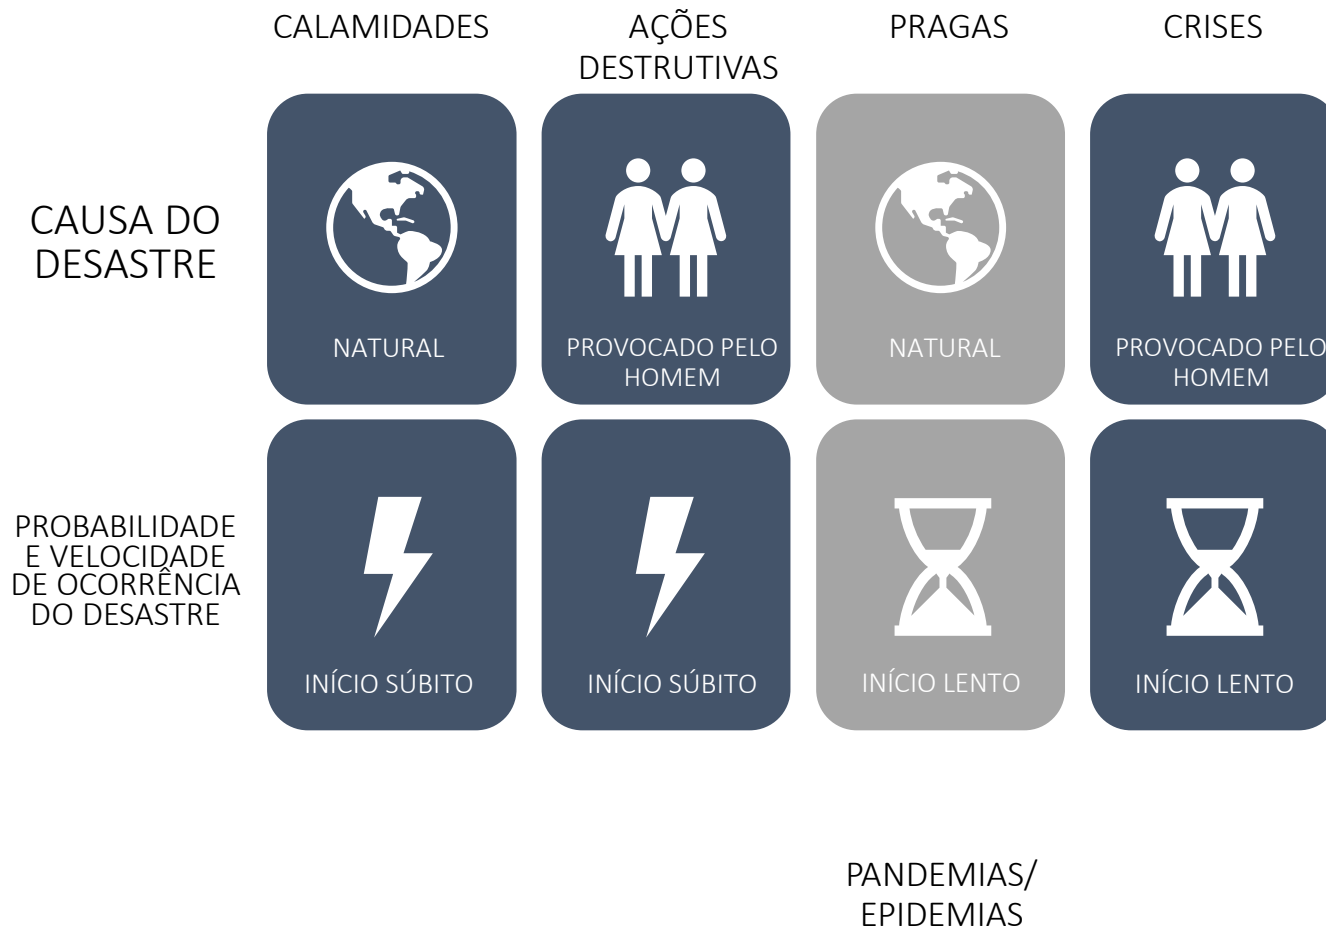 CALAMIDADES
AÇÕES
DESTRUTIVAS
PRAGAS
CRISES
CAUSA DO
DESASTRE
NATURAL
PROVOCADO PELO
HOMEM
NATURAL
PROVOCADO PELO
HOMEM
PROBABILIDADE
E VELOCIDADE
DE OCORRÊNCIA
DO DESASTRE
INÍCIO SÚBITO
INÍCIO SÚBITO
INÍCIO LENTO
INÍCIO LENTO
PANDEMIAS/
EPIDEMIAS